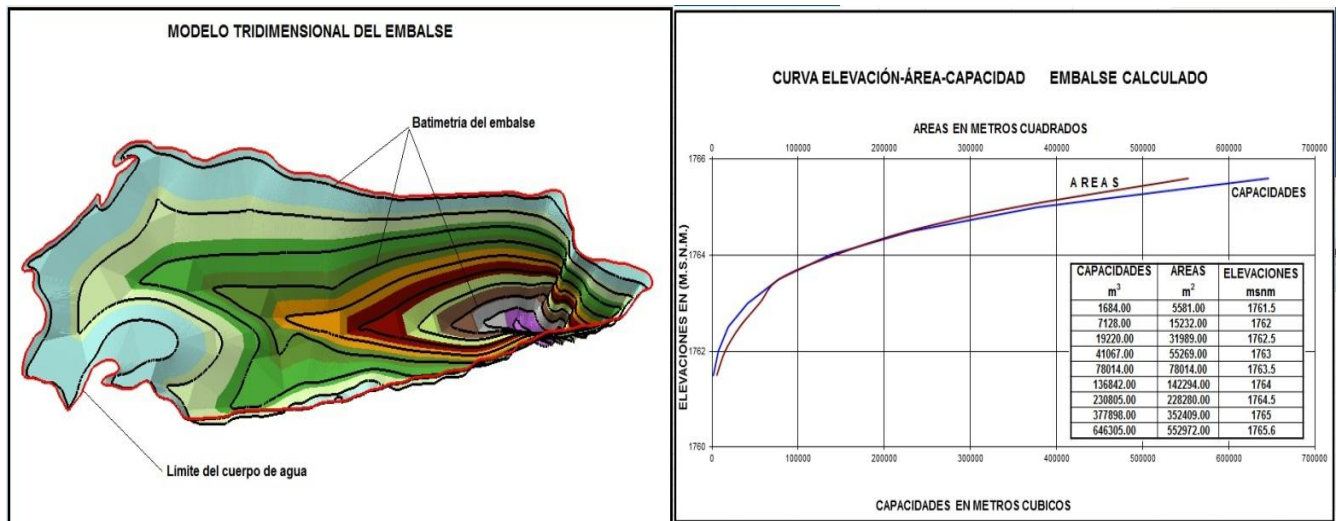 MODELO TRIDIMENSIONAL DEL EMBALSE
Batimetría del embalse
Limite del cuerpo de agua
CURVA ELEVACIÓN-ÁREA-CAPACIDAD EMBALSE CALCULADO
AREAS EN METROS CUADRADOS
0 100000 200000 300000 400000 500000 600000 700000
1766
1764
1762
1760
ELEVACIONES EN (M.S.N.M.)
A R E A S
CAPACIDADES
CAPACIDADES m3 AREAS m2 ELEVACIONES msnm
1684.00 5581.00 1761.5
7128.00 15232.00 1762
19220.00 31989.00 1762.5
41067.00 55269.00 1763
78014.00 78014.00 1763.5
136842.00 142294.00 1764
230805.00 228280.00 1764.5
377898.00 352409.00 1765
646305.00 552972.00 1765.6
0 100000 200000 300000 400000 500000 600000 700000
CAPACIDADES EN METROS CUBICOS